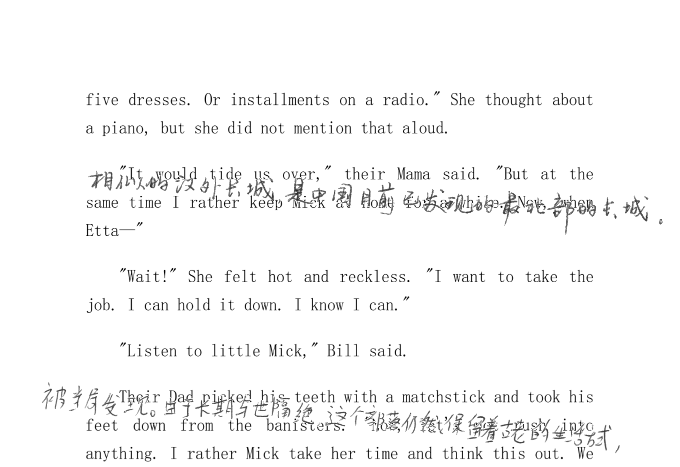 five dresses. Or installments on a radio." She thought about
a piano, but she did not mention that aloud.
"It would tide us over," their Mama said. "But at the
相似的汉外长城,是中国目前已发现的最北部的长城。
same time I rather keep Mick at home for a while. Now, when
Etta—"
"Wait!" She felt hot and reckless. "I want to take the
job. I can hold it down. I know I can."
"Listen to little Mick," Bill said.
被当局发现。由于长期与世隔绝,这个部落仍然保留着古老的生活方式,
Their Dad picked his teeth with a matchstick and took his
feet down from the banisters. rush into
anything. I rather Mick take her time and think this out. We